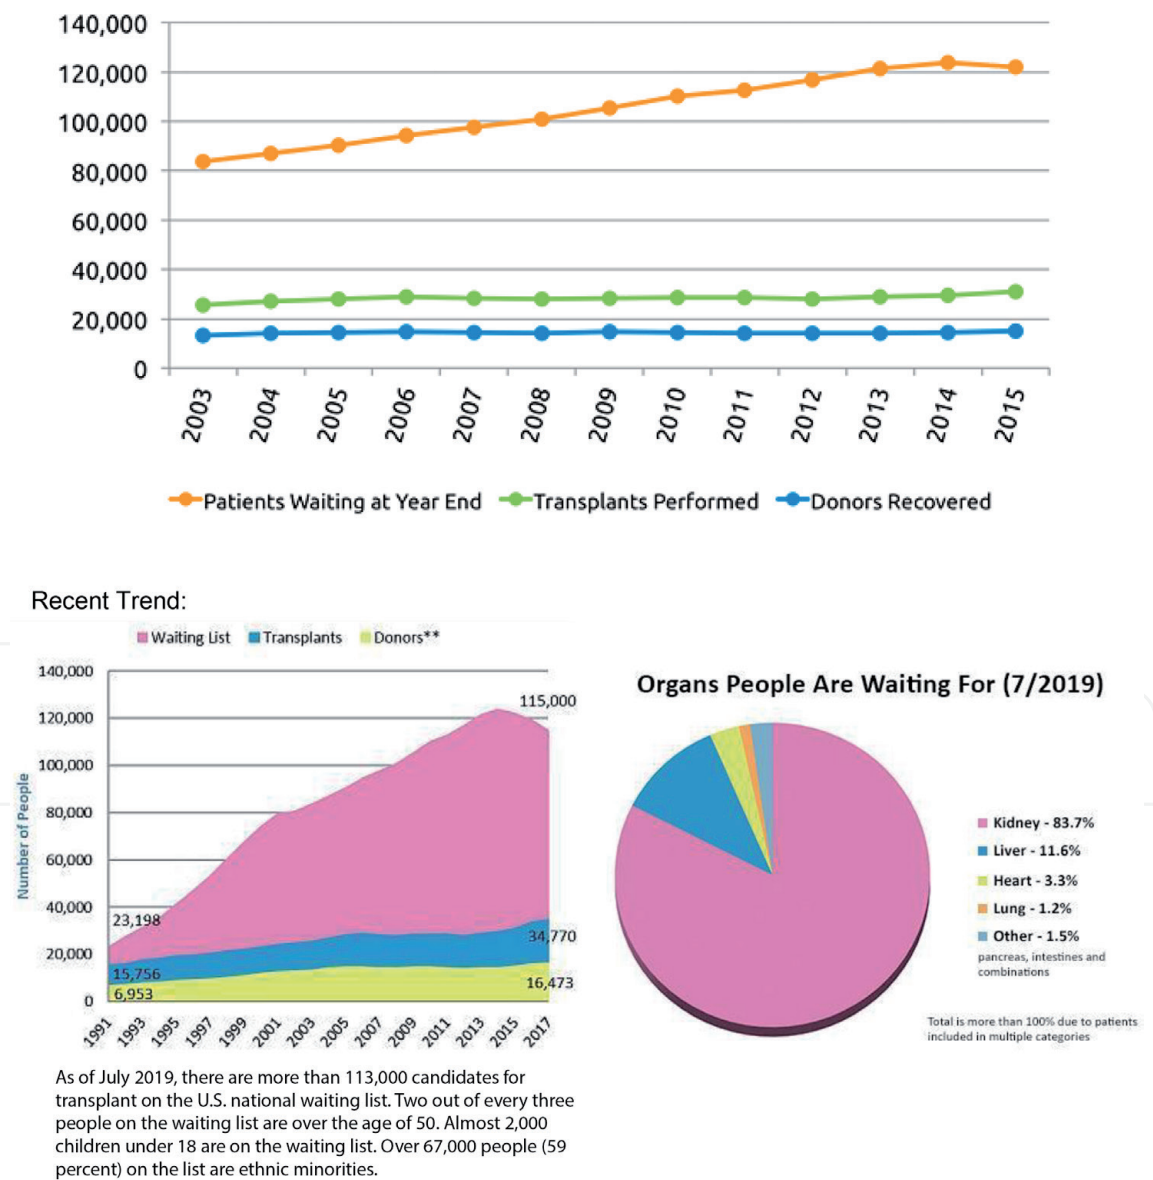 140,000
120,000
100,000
80,000
60,000
40,000
20,000
0
2003 2004 2005 2006 2007 2008 2009 2010 2011 2012 2013 2014 2015
Patients Waiting at Year End Transplants Performed Donors Recovered
Recent Trend:
Waiting List Transplants Donors**
Number of People
140,000
120,000
100,000
80,000
60,000
40,000
20,000
0
115,000
23,198
15,756
6,953
34,770
16,473
1991 1993 1995 1997 1999 2001 2003 2005 2007 2009 2011 2013 2015 2017
As of July 2019, there are more than 113,000 candidates for
transplant on the U.S. national waiting list. Two out of every three
people on the waiting list are over the age of 50. Almost 2,000
children under 18 are on the waiting list. Over 67,000 people (59
percent) on the list are ethnic minorities.
Organs People Are Waiting For (7/2019)
Kidney - 83.7%
Liver - 11.6%
Heart - 3.3%
Lung - 1.2%
Other - 1.5%
pancreas, intestines and
combinations
Total is more than 100% due to patients
included in multiple categories